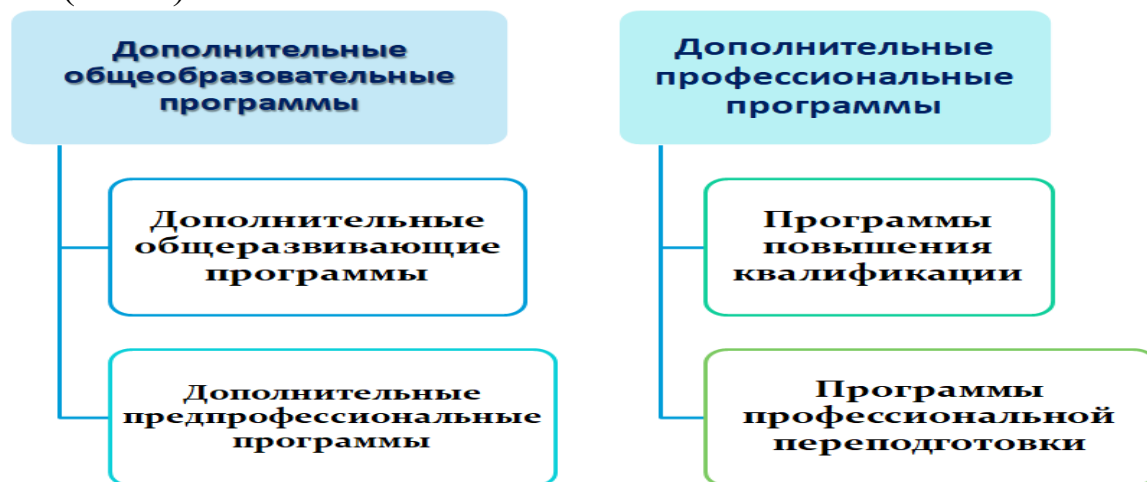 Дополнительные
общеобразовательные
программы
Дополнительные
общеразвивающие
программы
Дополнительные
предпрофессиональные
программы
Дополнительные
профессиональные
программы
Программы
повышения
квалификации
Программы
профессиональной
переподготовки